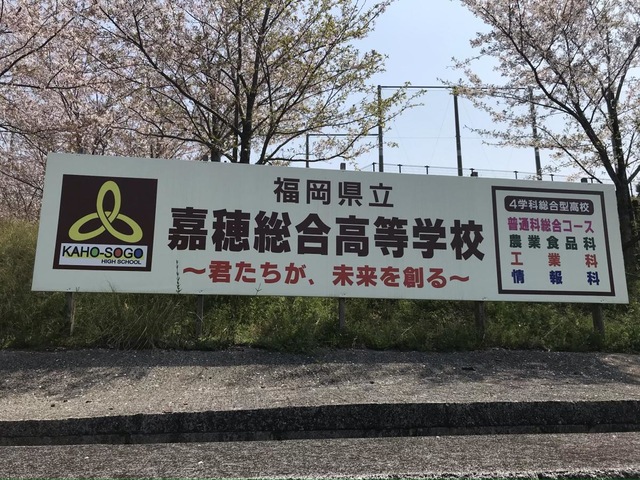 KAHO-SOGO
HIGH SCHOOL
福岡県立
嘉穂総合高等学校
～君たちが、未来を創る～
4学科総合型高校
普通科総合コース
農業食品科
工業科
情報科